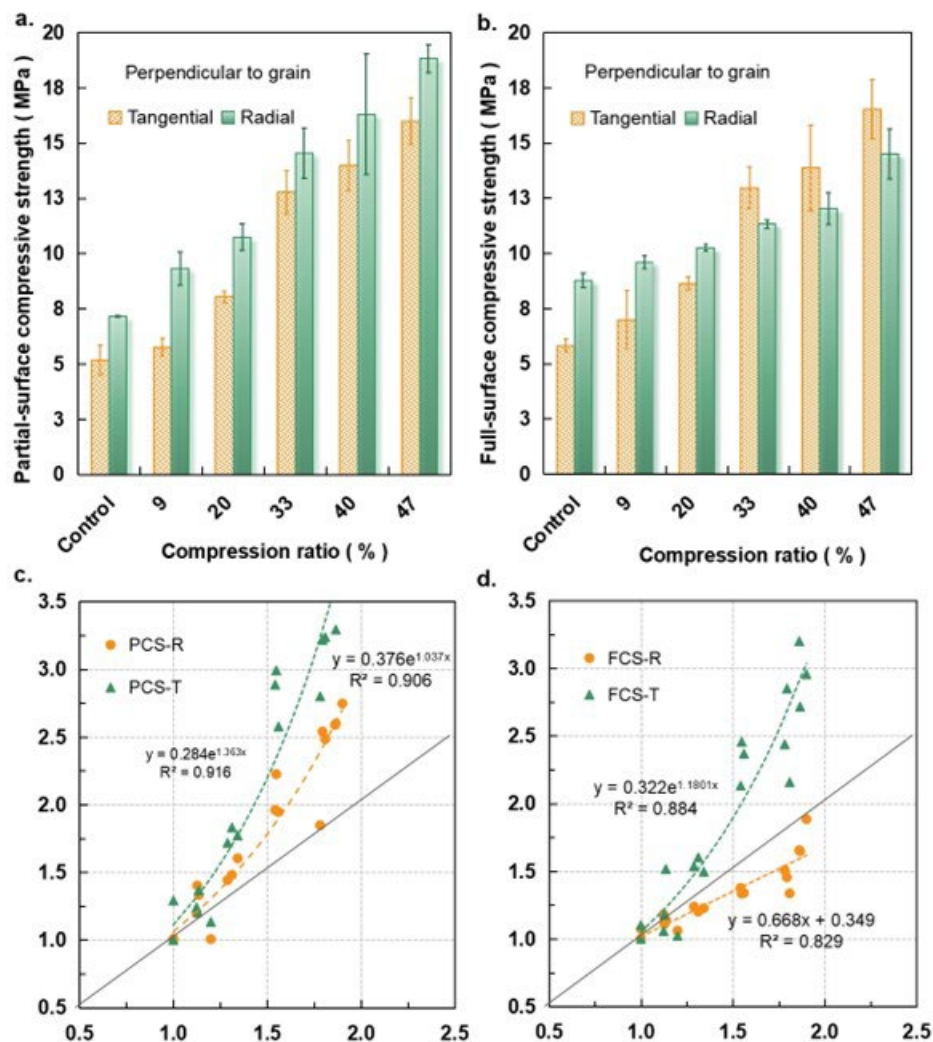 a.
Partial-surface compressive strength ( MPa)
20
18
15
13
10
8
5
3
0
Perpendicular to grain
Tangential
Radial
Control
9
20
33
40
47
Compression ratio ( % )
b.
Full-surface compressive strength ( MPa)
20
18
15
13
10
8
5
3
0
Perpendicular to grain
Tangential
Radial
Control
9
20
33
40
47
Compression ratio ( % )
c.
3.5
3.0
2.5
2.0
1.5
1.0
0.5
PCS-R
PCS-T
y = 0.376e^1.037x
R² = 0.906
y = 0.284e^1.363x
R² = 0.916
0.5
1.0
1.5
2.0
2.5
d.
3.5
3.0
2.5
2.0
1.5
1.0
0.5
FCS-R
FCS-T
y = 0.322e^1.1801x
R² = 0.884
y = 0.668x + 0.349
R² = 0.829
0.5
1.0
1.5
2.0
2.5